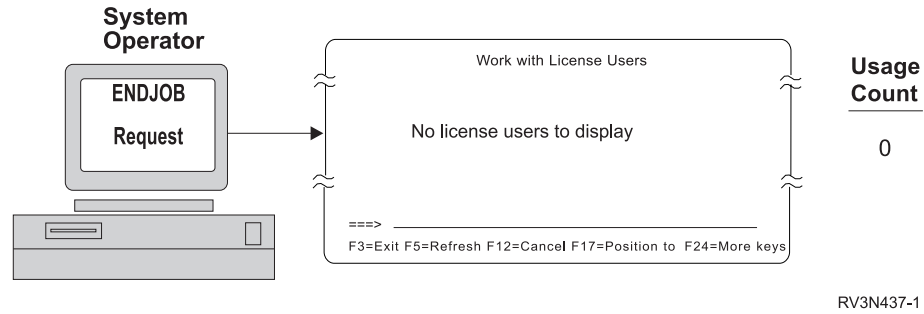 System
Operator
ENDJOB
Request
Work with License Users
No license users to display
===>
F3=Exit F5=Refresh F12=Cancel F17=Position to F24=More keys
Usage
Count
0
RV3N437-1